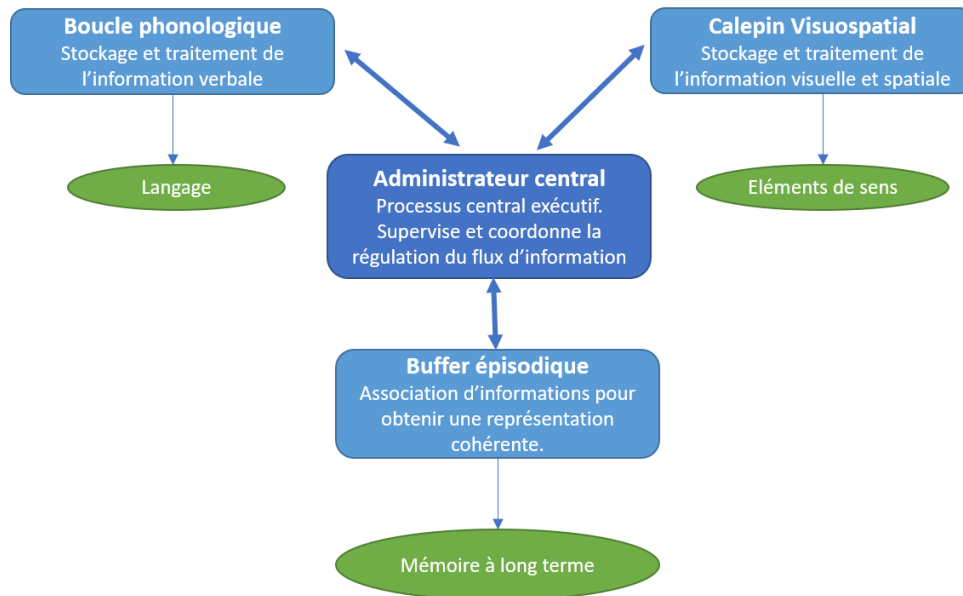 Boucle phonologique
Stockage et traitement de
l’information verbale
Calepin Visuospatial
Stockage et traitement de
l’information visuelle et spatiale
Langage
Eléments de sens
Administrateur central
Processus central exécutif.
Supervise et coordonne la
régulation du flux d’information
Buffer épisodique
Association d’informations pour
obtenir une représentation
cohérente.
Mémoire à long terme